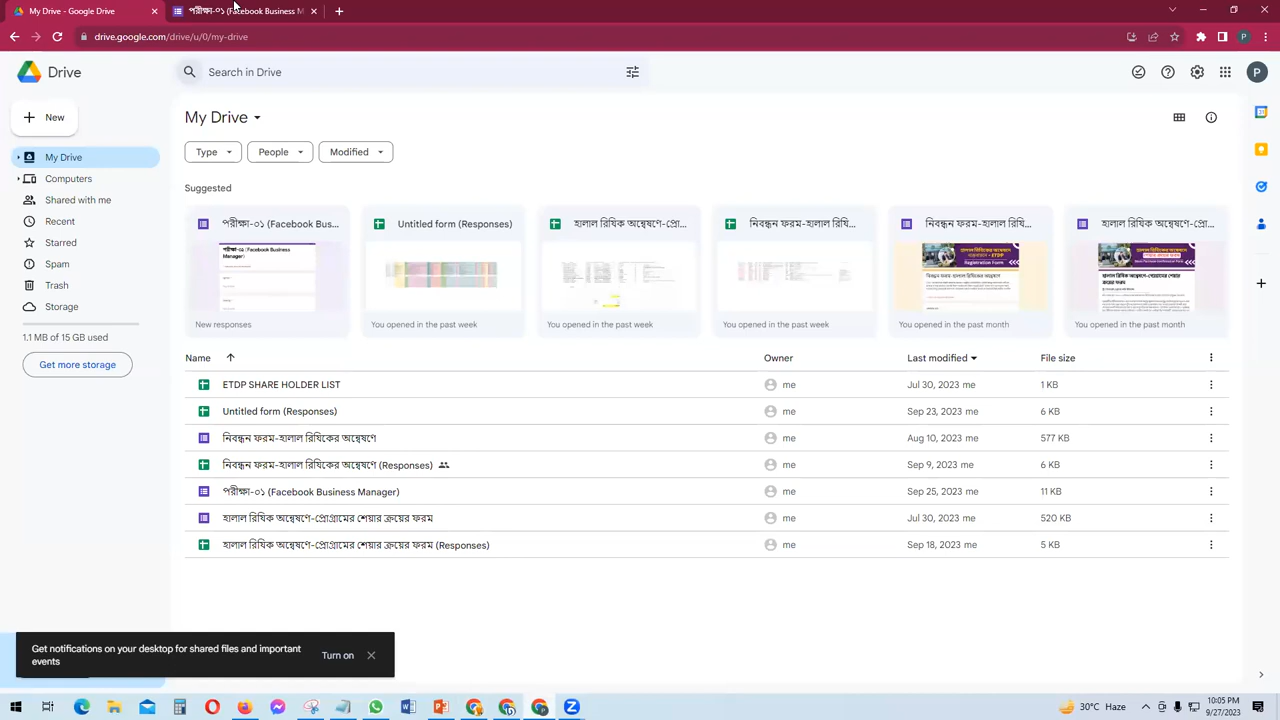 My Drive - Google Drive
পরীক্ষা-০১ (Facebook Business M
drive.google.com/drive/u/0/my-drive
Drive
Search in Drive
P
New
My Drive
Computers
Shared with me
Recent
Starred
Spam
Trash
Storage
1.1 MB of 15 GB used
Get more storage
My Drive
Type
People
Modified
Suggested
পরীক্ষা-০১ (Facebook Bus...
Untitled form (Responses)
হালাল রিযিক অন্বেষণে-প্রো...
নিবন্ধন ফরম-হালাল রিযি...
নিবন্ধন ফরম-হালাল রিযি...
হালাল রিযিক অন্বেষণে-প্রো...
পরীক্ষা-০১ (Facebook Business
Manager)
Registration Form
New responses
You opened in the past week
You opened in the past week
You opened in the past week
You opened in the past month
You opened in the past month
Name
Owner
Last modified
File size
ETDP SHARE HOLDER LIST
me
Jul 30, 2023 me
1 KB
Untitled form (Responses)
me
Sep 23, 2023 me
6 KB
নিবন্ধন ফরম-হালাল রিযিকের অন্বেষণে
me
Aug 10, 2023 me
577 KB
নিবন্ধন ফরম-হালাল রিযিকের অন্বেষণে (Responses)
me
Sep 9, 2023 me
6 KB
পরীক্ষা-০১ (Facebook Business Manager)
me
Sep 25, 2023 me
11 KB
হালাল রিযিক অন্বেষণে-প্রোগ্রামের শেয়ার ক্রয়ের ফরম
me
Jul 30, 2023 me
520 KB
হালাল রিযিক অন্বেষণে-প্রোগ্রামের শেয়ার ক্রয়ের ফরম (Responses)
me
Sep 18, 2023 me
5 KB
Get notifications on your desktop for shared files and important
events
Turn on
30°C Haze
10:05 PM
9/27/2023